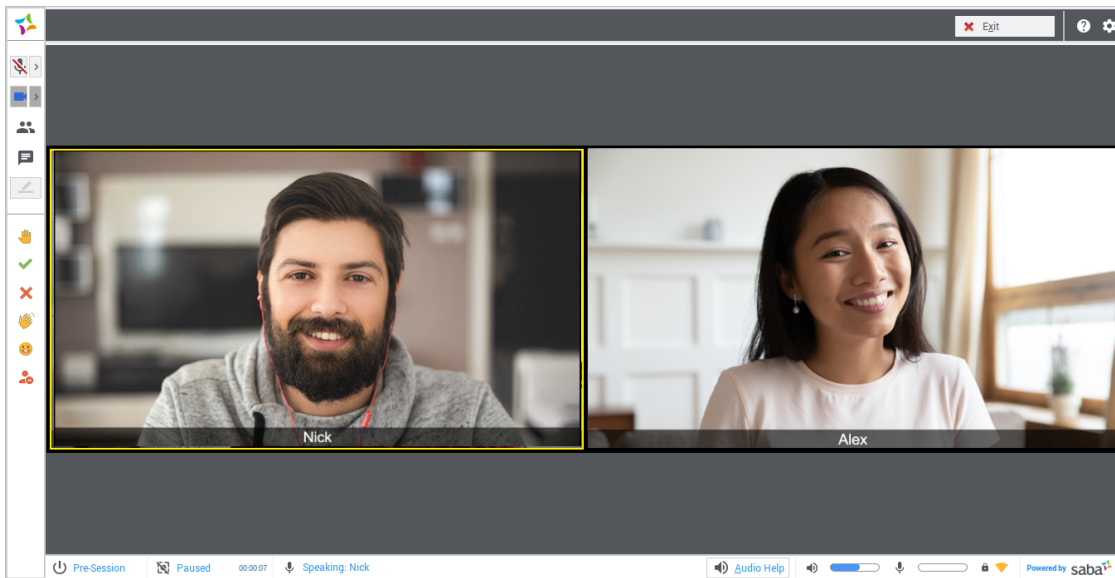 Exit
Nick
Alex
Pre-Session
Paused
00:00:07
Speaking: Nick
Audio Help
Powered by saba